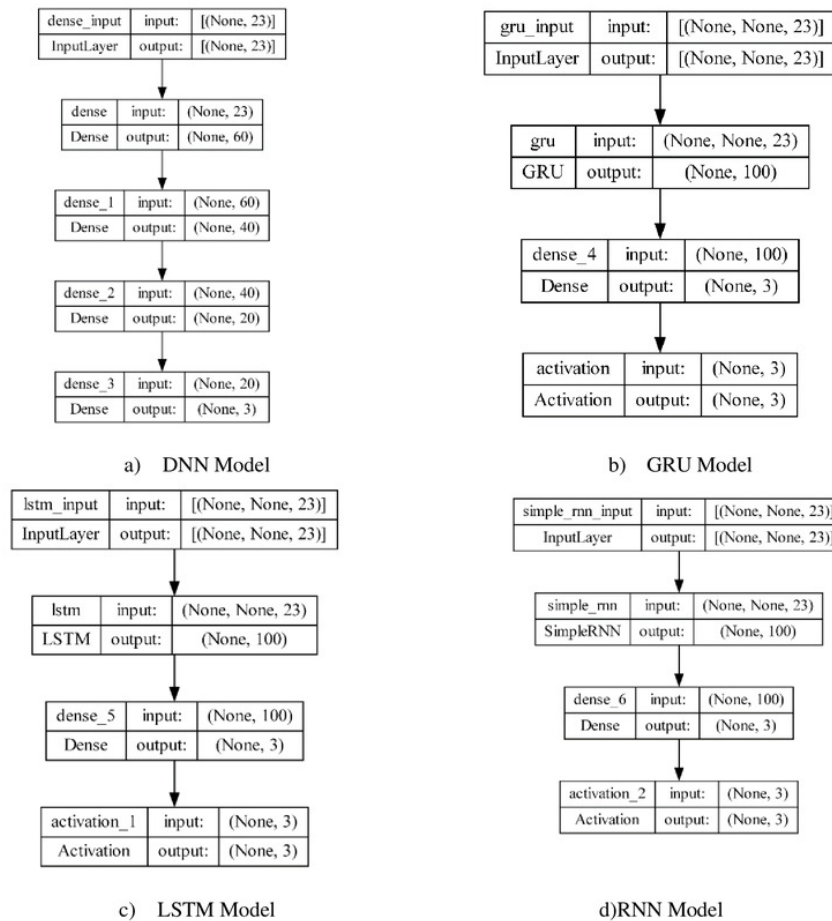 dense_input input: [(None, 23)]
InputLayer output: [(None, 23)]
dense input: (None, 23)
Dense output: (None, 60)
dense_1 input: (None, 60)
Dense output: (None, 40)
dense_2 input: (None, 40)
Dense output: (None, 20)
dense_3 input: (None, 20)
Dense output: (None, 3)
a) DNN Model
gru_input input: [(None, None, 23)]
InputLayer output: [(None, None, 23)]
gru input: (None, None, 23)
GRU output: (None, 100)
dense_4 input: (None, 100)
Dense output: (None, 3)
activation input: (None, 3)
Activation output: (None, 3)
b) GRU Model
lstm_input input: [(None, None, 23)]
InputLayer output: [(None, None, 23)]
lstm input: (None, None, 23)
LSTM output: (None, 100)
dense_5 input: (None, 100)
Dense output: (None, 3)
activation_1 input: (None, 3)
Activation output: (None, 3)
c) LSTM Model
simple_rnn_input input: [(None, None, 23)]
InputLayer output: [(None, None, 23)]
simple_rnn input: (None, None, 23)
SimpleRNN output: (None, 100)
dense_6 input: (None, 100)
Dense output: (None, 3)
activation_2 input: (None, 3)
Activation output: (None, 3)
d)RNN Model